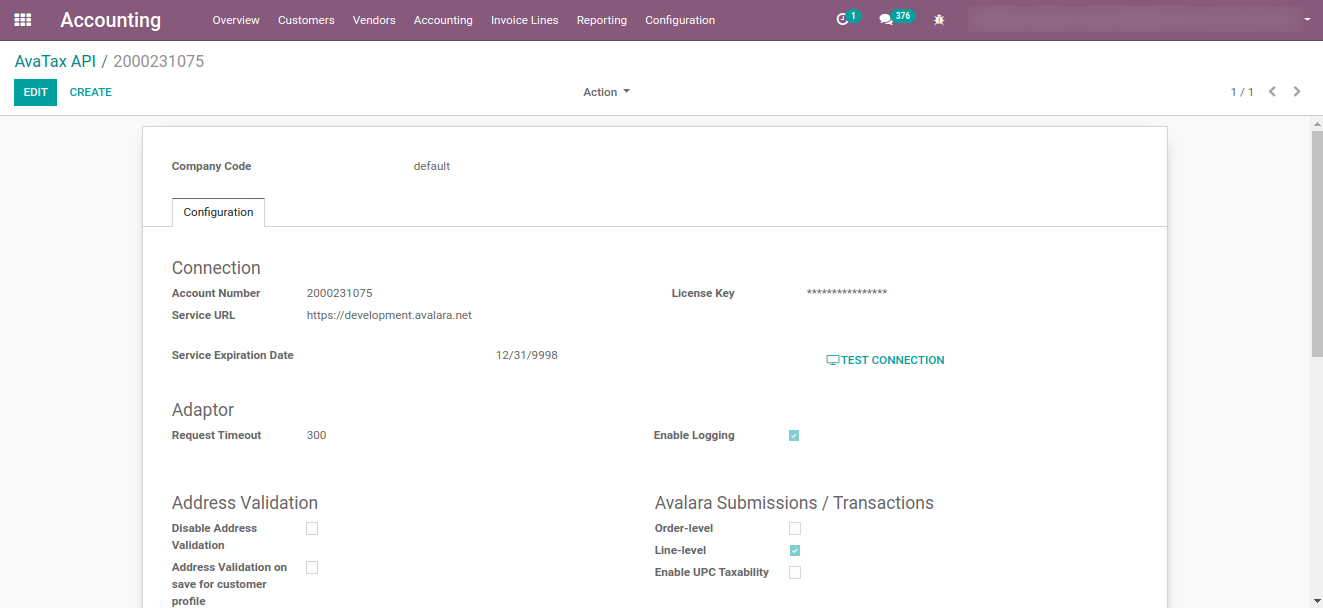 Accounting Overview Customers Vendors Accounting Invoice Lines Reporting Configuration 1 376
AvaTax API / 2000231075
EDIT CREATE Action 1 / 1
Company Code default
Configuration
Connection
Account Number 2000231075 License Key ****************
Service URL https://development.avalara.net
Service Expiration Date 12/31/9998 TEST CONNECTION
Adaptor
Request Timeout 300 Enable Logging
Address Validation Avalara Submissions / Transactions
Disable Address Order-level
Validation Line-level
Address Validation on Enable UPC Taxability
save for customer
profile